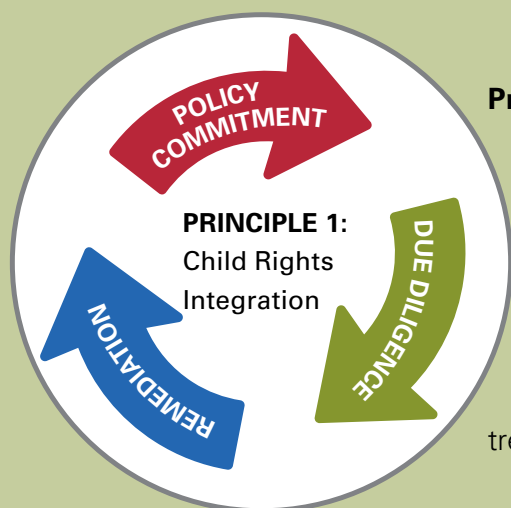 POLICY
COMMITMENT
PRINCIPLE 1:
Child Rights
Integration
DUE DILIGENCE
REMEDIATION